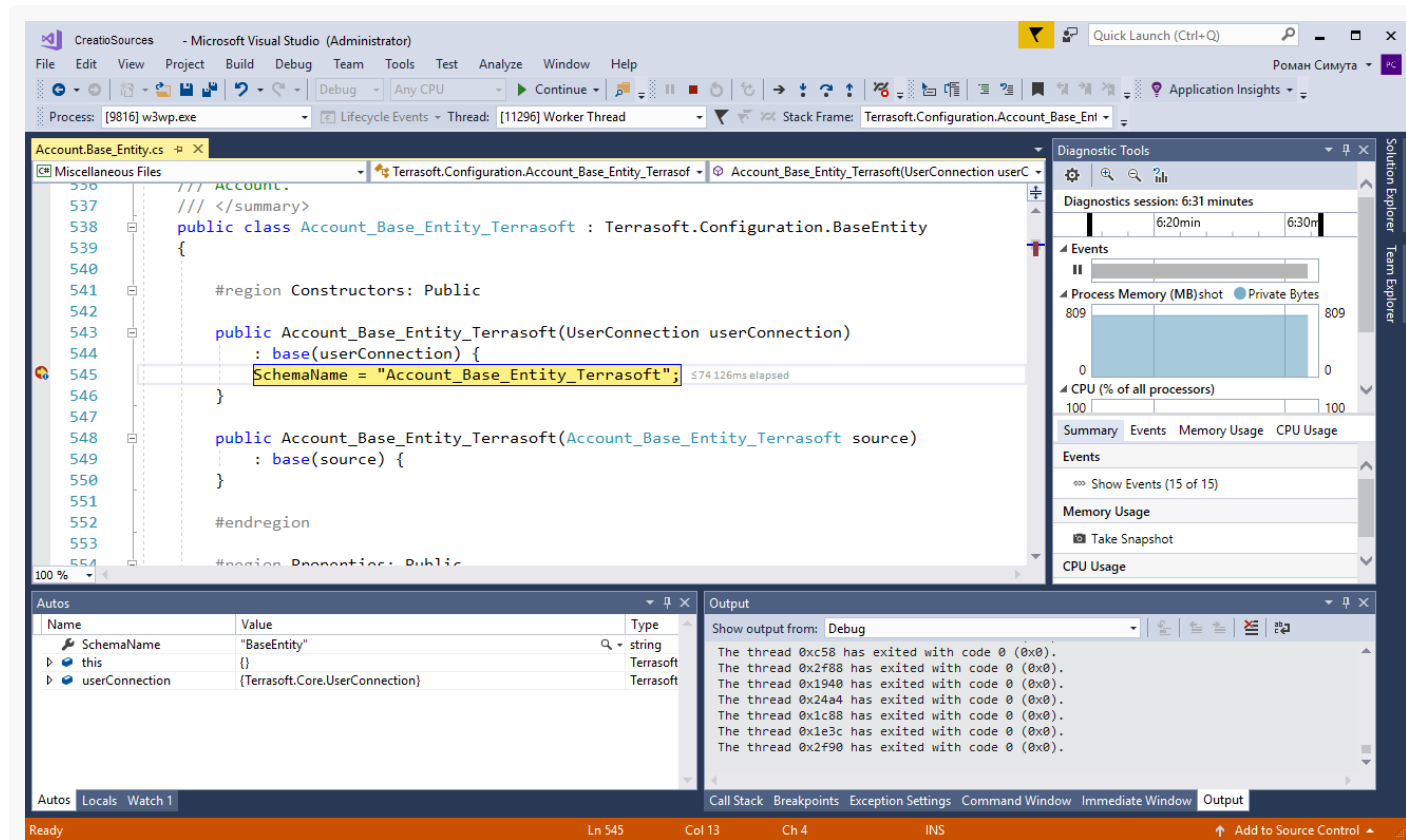 CreatioSources - Microsoft Visual Studio (Administrator)
Quick Launch (Ctrl+Q)
File Edit View Project Build Debug Team Tools Test Analyze Window Help
Роман Симута PC
Debug Any CPU Continue Application Insights
Process: [9816] w3wp.exe Lifecycle Events Thread: [11296] Worker Thread Stack Frame: Terrasoft.Configuration.Account_Base_Ent
Account.Base_Entity.cs
C# Miscellaneous Files Terrasoft.Configuration.Account_Base_Entity_Terrasof Account_Base_Entity_Terrasoft(UserConnection userC
536 /// Account.
537 /// </summary>
538 public class Account_Base_Entity_Terrasoft : Terrasoft.Configuration.BaseEntity
539 {
540
541 #region Constructors: Public
542
543 public Account_Base_Entity_Terrasoft(UserConnection userConnection)
544 : base(userConnection) {
545 SchemaName = "Account_Base_Entity_Terrasoft"; ≤74 126ms elapsed
546 }
547
548 public Account_Base_Entity_Terrasoft(Account_Base_Entity_Terrasoft source)
549 : base(source) {
550 }
551
552 #endregion
553
554 #region Properties: Public
100 %
Diagnostic Tools
Diagnostics session: 6:31 minutes
6:20min 6:30m
Events
Process Memory (MB) shot Private Bytes
809 809
0 0
CPU (% of all processors)
100 100
Summary Events Memory Usage CPU Usage
Events
Show Events (15 of 15)
Memory Usage
Take Snapshot
CPU Usage
Solution Explorer
Team Explorer
Autos
Name Value Type
SchemaName "BaseEntity" string
this {} Terrasoft
userConnection {Terrasoft.Core.UserConnection} Terrasoft
Autos Locals Watch 1
Output
Show output from: Debug
The thread 0xc58 has exited with code 0 (0x0).
The thread 0x2f88 has exited with code 0 (0x0).
The thread 0x1940 has exited with code 0 (0x0).
The thread 0x24a4 has exited with code 0 (0x0).
The thread 0x1c88 has exited with code 0 (0x0).
The thread 0x1e3c has exited with code 0 (0x0).
The thread 0x2f90 has exited with code 0 (0x0).
Call Stack Breakpoints Exception Settings Command Window Immediate Window Output
Ready Ln 545 Col 13 Ch 4 INS Add to Source Control